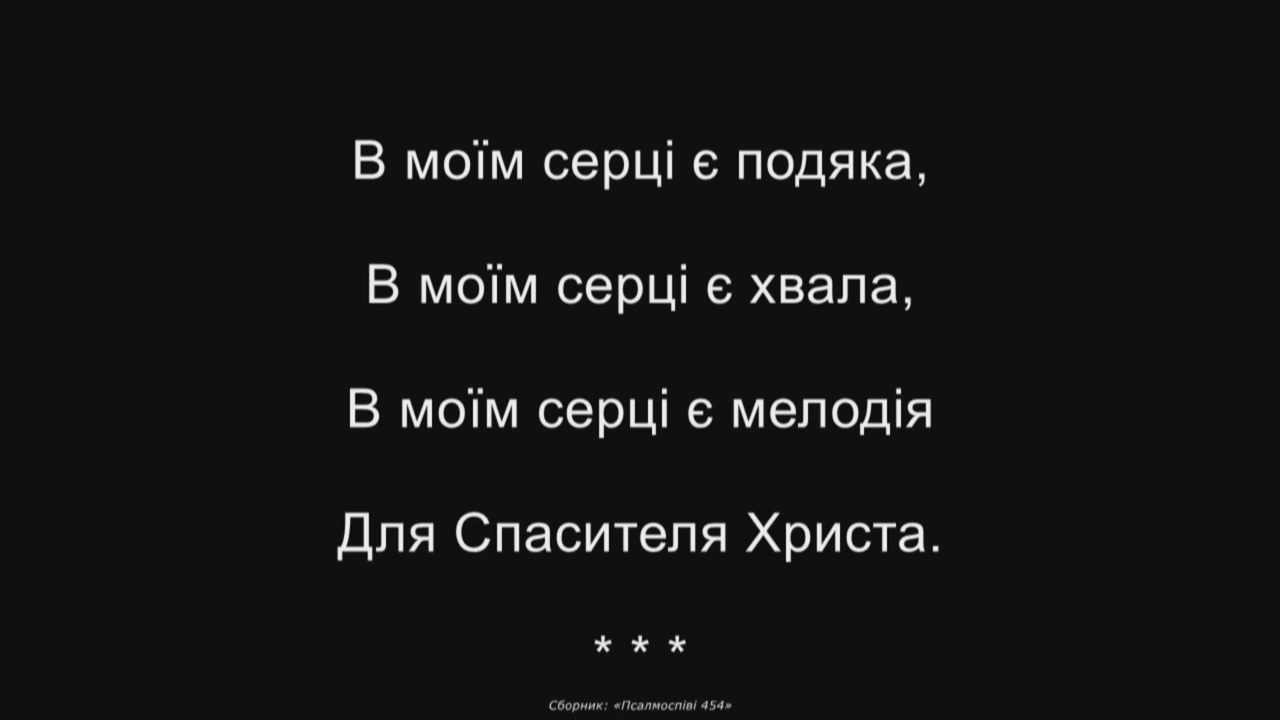 В моїм серці є подяка,
В моїм серці є хвала,
В моїм серці є мелодія
Для Спасителя Христа.
* * *
Сборник: «Псалмоспіві 454»